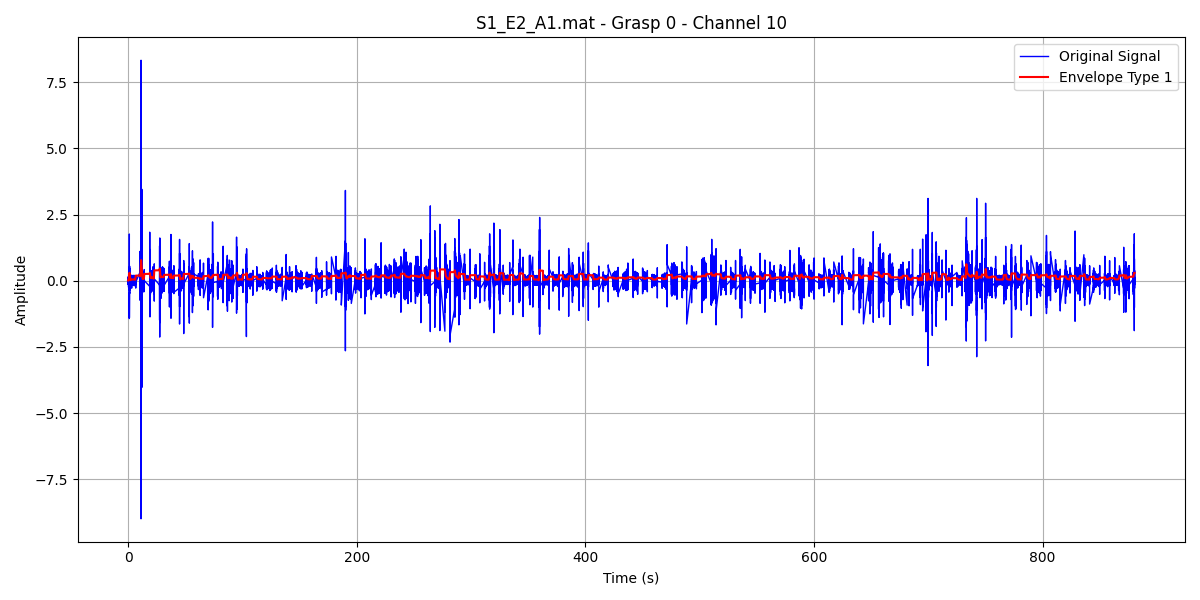 S1_E2_A1.mat - Grasp 0 - Channel 10
Original Signal
Envelope Type 1
7.5
5.0
2.5
0.0
−2.5
−5.0
−7.5
Amplitude
0 200 400 600 800
Time (s)